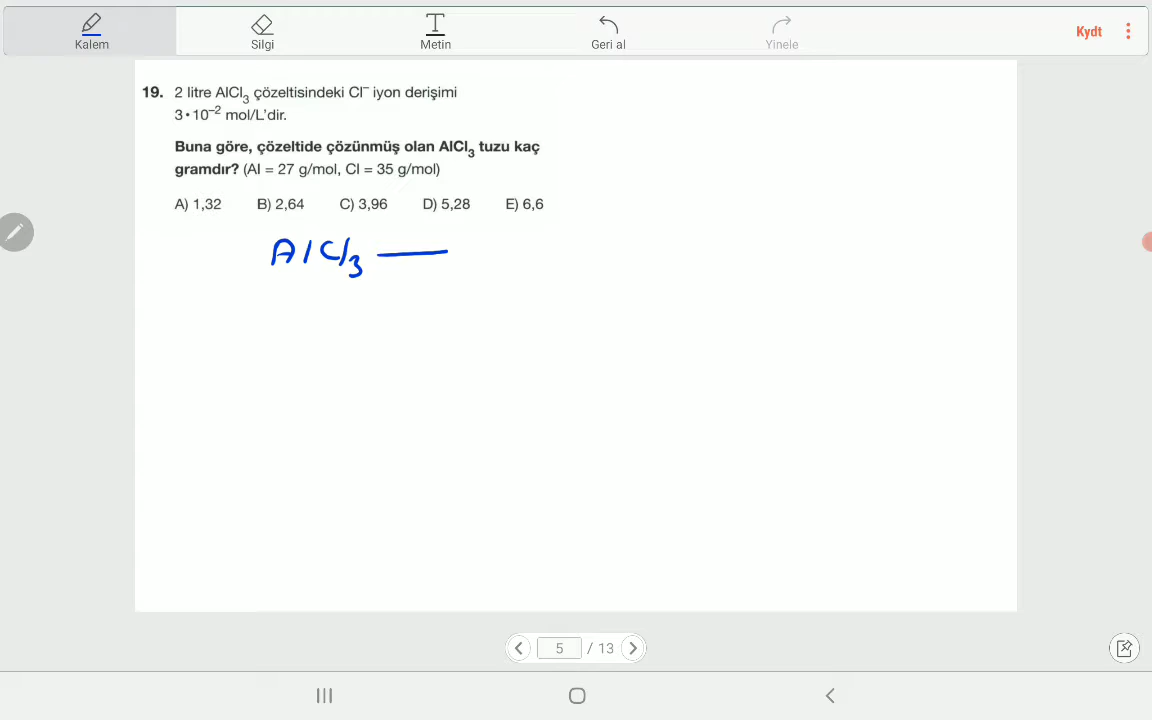 Kalem Silgi Metin Geri al Yinele Kydt
19. 2 litre AlCl₃ çözeltisindeki Cl⁻ iyon derişimi
3•10⁻² mol/L'dir.
Buna göre, çözeltide çözünmüş olan AlCl₃ tuzu kaç
gramdır? (Al = 27 g/mol, Cl = 35 g/mol)
A) 1,32 B) 2,64 C) 3,96 D) 5,28 E) 6,6
AlCl₃ —
5 / 13